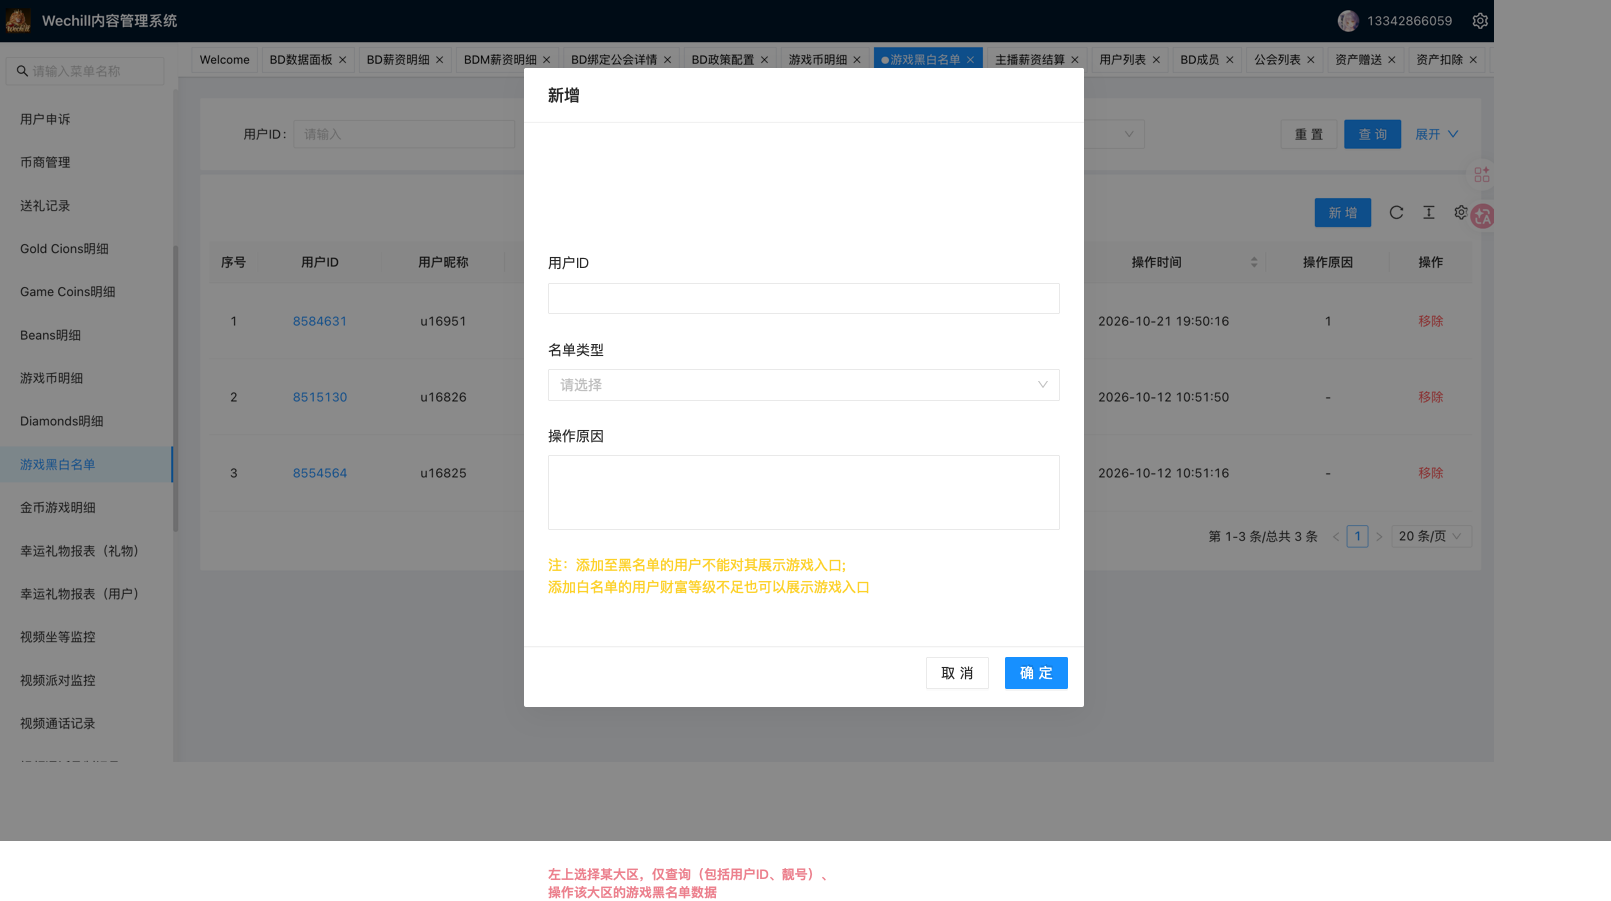 Wechill内容管理系统
13342866059
请输入菜单名称
Welcome
BD数据面板
BD薪资明细
BDM薪资明细
BD绑定公会详情
BD政策配置
游戏币明细
游戏黑白名单
主播薪资结算
用户列表
BD成员
公会列表
资产赠送
资产扣除
用户申诉
币商管理
送礼记录
Gold Cions明细
Game Coins明细
Beans明细
游戏币明细
Diamonds明细
游戏黑白名单
金币游戏明细
幸运礼物报表（礼物）
幸运礼物报表（用户）
视频坐等监控
视频派对监控
视频通话记录
用户ID: 请输入
重 置
查 询
展开
新 增
序号 用户ID 用户昵称 操作时间 操作原因 操作
1 8584631 u16951 2026-10-21 19:50:16 1 移除
2 8515130 u16826 2026-10-12 10:51:50 - 移除
3 8554564 u16825 2026-10-12 10:51:16 - 移除
第 1-3 条/总共 3 条 < 1 > 20 条/页
新增
用户ID
名单类型
请选择
操作原因
注：添加至黑名单的用户不能对其展示游戏入口;
添加白名单的用户财富等级不足也可以展示游戏入口
取 消
确 定
左上选择某大区，仅查询（包括用户ID、靓号）、
操作该大区的游戏黑名单数据